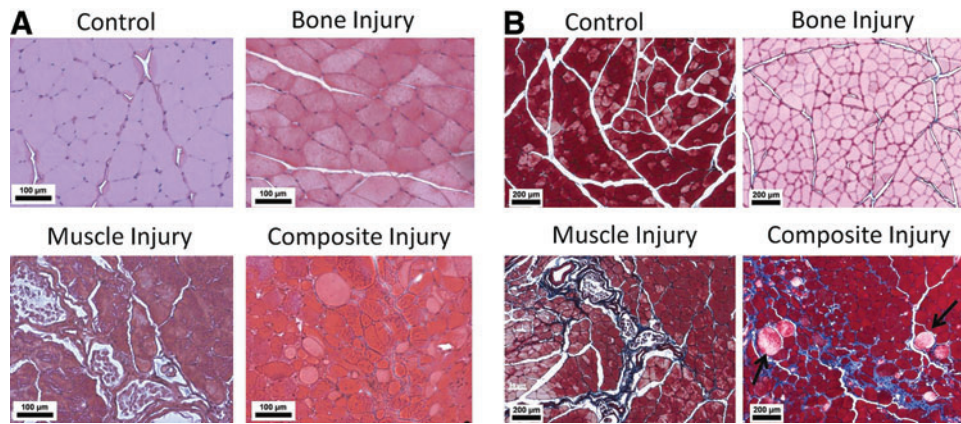 A
Control
Bone Injury
100 µm
100 µm
Muscle Injury
Composite Injury
100 µm
100 µm
B
Control
Bone Injury
200 µm
200 µm
Muscle Injury
Composite Injury
200 µm
200 µm